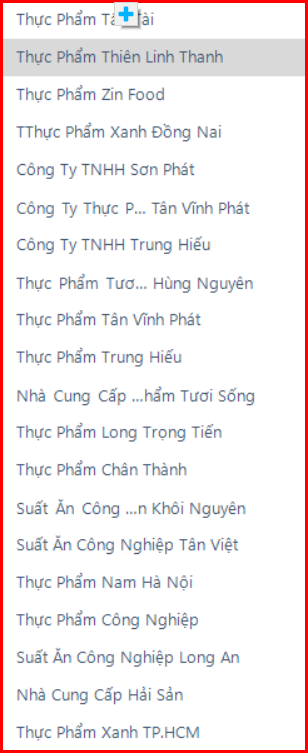 Thực Phẩm ài
Thực Phẩm Thiên Linh Thanh
Thực Phẩm Zin Food
TThực Phẩm Xanh Đồng Nai
Công Ty TNHH Sơn Phát
Công Ty Thực P... Tân Vĩnh Phát
Công Ty TNHH Trung Hiếu
Thực Phẩm Tươ... Hùng Nguyên
Thực Phẩm Tân Vĩnh Phát
Thực Phẩm Trung Hiếu
Nhà Cung Cấp ...hẩm Tươi Sống
Thực Phẩm Long Trọng Tiến
Thực Phẩm Chân Thành
Suất Ăn Công ...n Khôi Nguyên
Suất Ăn Công Nghiệp Tân Việt
Thực Phẩm Nam Hà Nội
Thực Phẩm Công Nghiệp
Suất Ăn Công Nghiệp Long An
Nhà Cung Cấp Hải Sản
Thực Phẩm Xanh TP.HCM